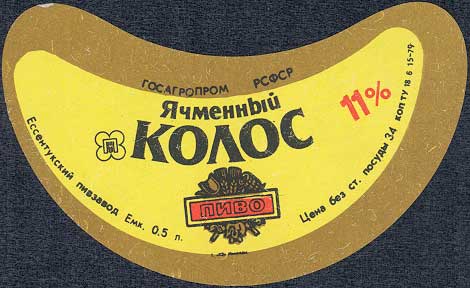 ГОСАГРОПРОМ РСФСР
Ячменный
КОЛОС
11%
П
ПИВО
Ессентукский пивзавод Емк. 0,5 л.
Цена без ст. посуды 34 коп ТУ 18 6 15-79